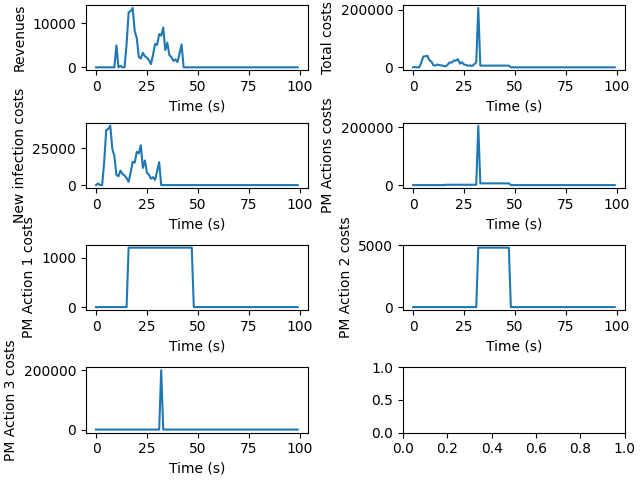 Revenues
10000
0
0 25 50 75 100
Time (s)
Total costs
200000
0
0 25 50 75 100
Time (s)
New infection costs
25000
0
0 25 50 75 100
Time (s)
PM Actions costs
200000
0
0 25 50 75 100
Time (s)
PM Action 1 costs
1000
0
0 25 50 75 100
Time (s)
PM Action 2 costs
5000
0
0 25 50 75 100
Time (s)
PM Action 3 costs
200000
0
0 25 50 75 100
Time (s)
1.0
0.5
0.0
0.0 0.2 0.4 0.6 0.8 1.0